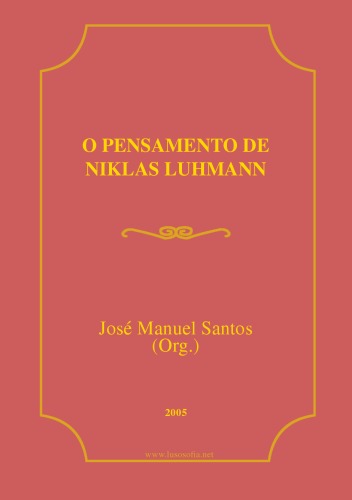 O PENSAMENTO DE
NIKLAS LUHMANN
José Manuel Santos
(Org.)
2005
www.lusosofia.net